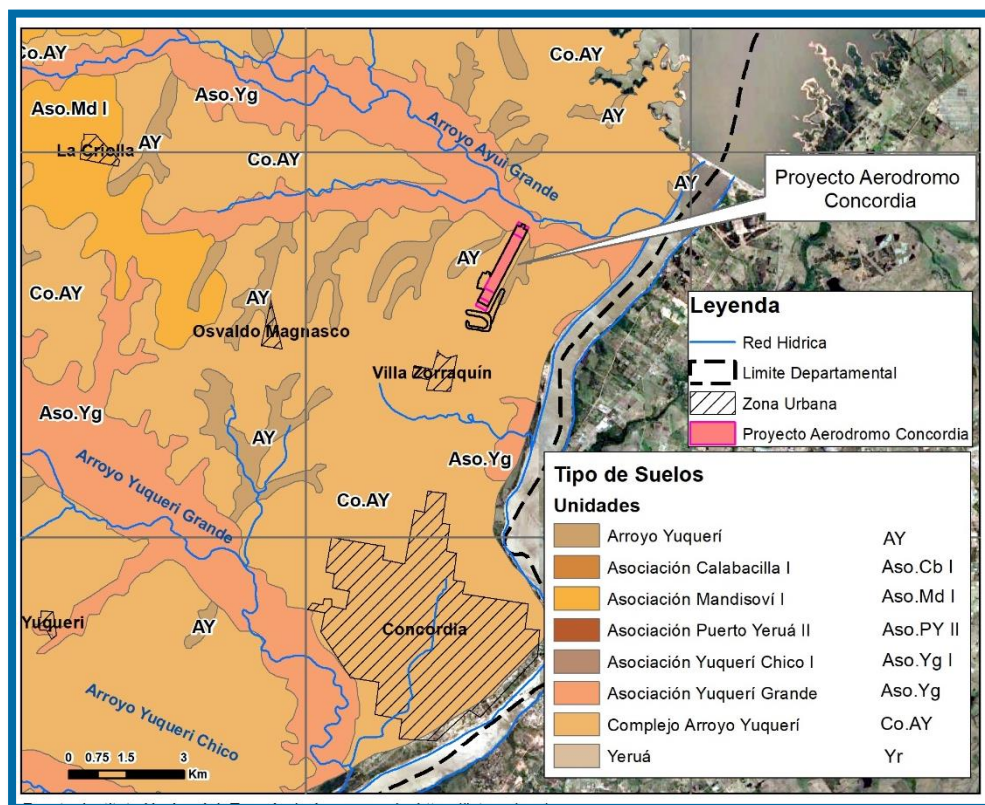 Co.AY
Co.AY
Aso.Md I
Aso.Yg
AY
La Criolla
AY
Co.AY
Arroyo Ayui Grande
AY
Proyecto Aerodromo
Concordia
AY
Co.AY
AY
Osvaldo Magnasco
Villa Zorraquín
Aso.Yg
AY
Aso.Yg
Arroyo Yuqueri Grande
Co.AY
Yuqueri
AY
Concordia
Arroyo Yuqueri Chico
0 0.75 1.5 3
Km
Leyenda
Red Hidrica
Limite Departamental
Zona Urbana
Proyecto Aerodromo Concordia
Tipo de Suelos
Unidades
Arroyo Yuquerí AY
Asociación Calabacilla I Aso.Cb I
Asociación Mandisoví I Aso.Md I
Asociación Puerto Yeruá II Aso.PY II
Asociación Yuquerí Chico I Aso.Yg I
Asociación Yuquerí Grande Aso.Yg
Complejo Arroyo Yuquerí Co.AY
Yeruá Yr